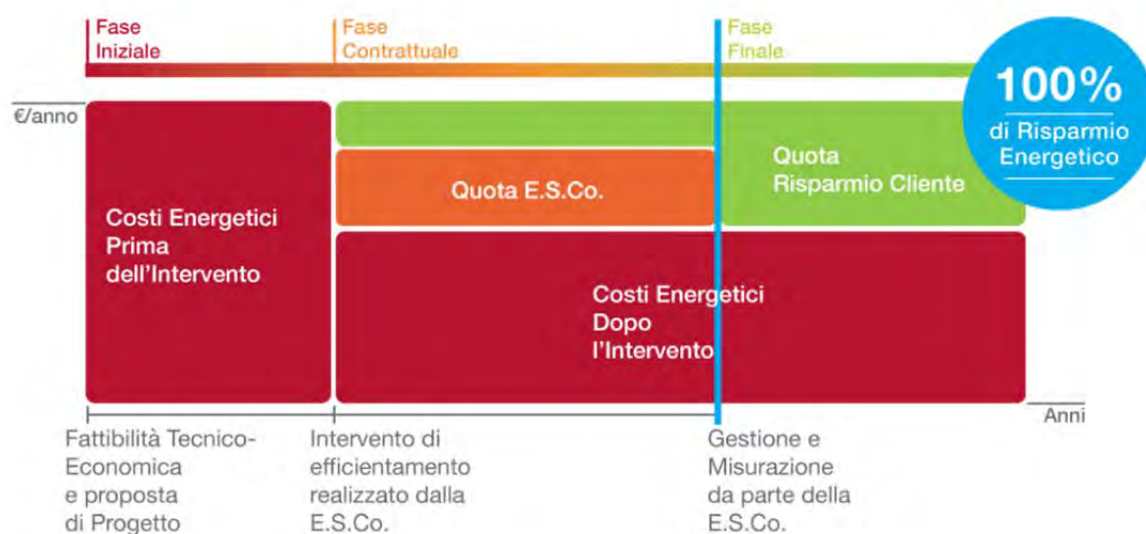 Fase
Iniziale
Fase
Contrattuale
Fase
Finale
100%
di Risparmio
Energetico
€/anno
Costi Energetici
Prima
dell'Intervento
Quota E.S.Co.
Quota
Risparmio Cliente
Costi Energetici
Dopo
l'Intervento
Anni
Fattibilità Tecnico-
Economica
e proposta
di Progetto
Intervento di
efficientamento
realizzato dalla
E.S.Co.
Gestione e
Misurazione
da parte della
E.S.Co.